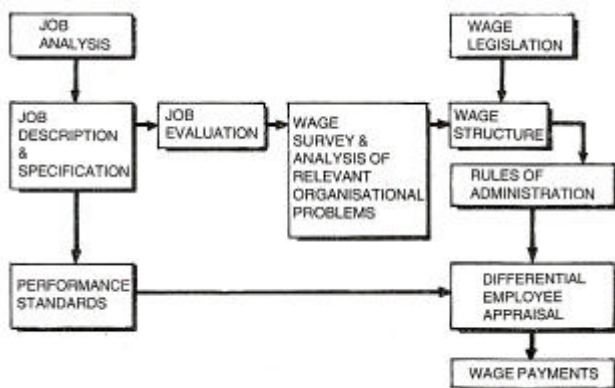 JOB
ANALYSIS
WAGE
LEGISLATION
JOB
DESCRIPTION
&
SPECIFICATION
JOB
EVALUATION
WAGE
SURVEY &
ANALYSIS OF
RELEVANT
ORGANISATIONAL
PROBLEMS
WAGE
STRUCTURE
RULES OF
ADMINISTRATION
PERFORMANCE
STANDARDS
DIFFERENTIAL
EMPLOYEE
APPRAISAL
WAGE PAYMENTS